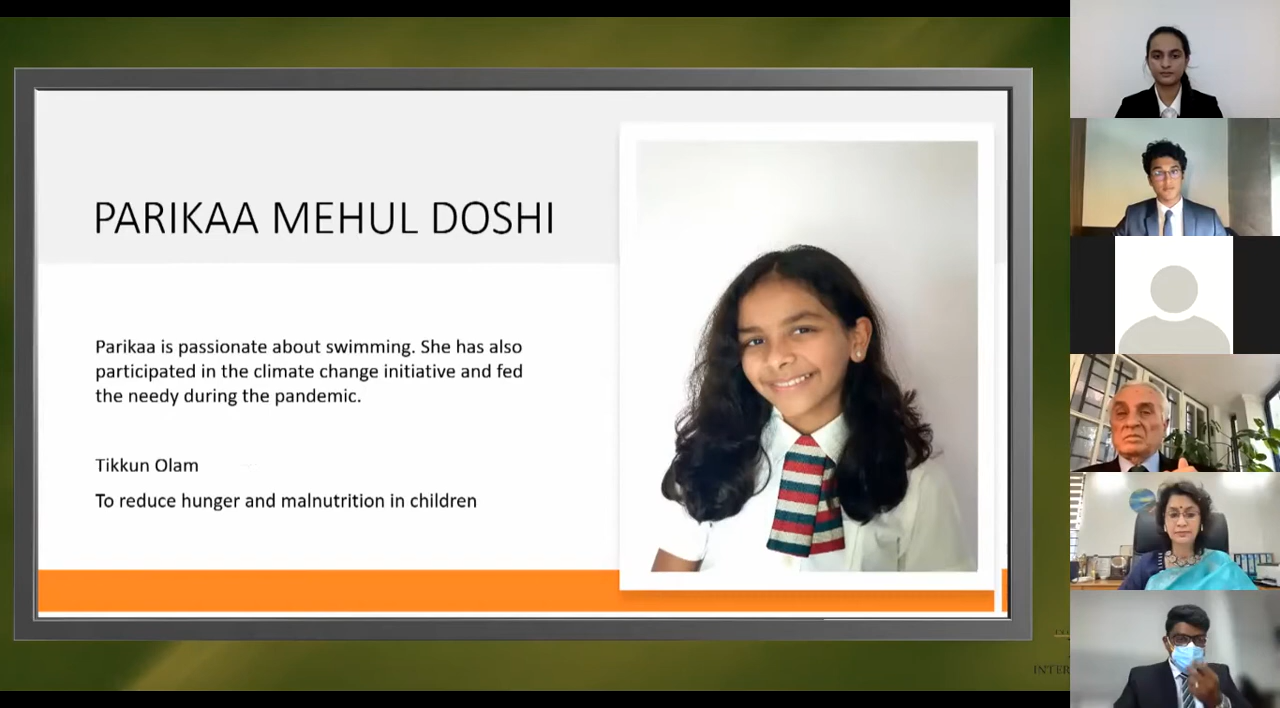 PARIKAA MEHUL DOSHI
Parikaa is passionate about swimming. She has also
participated in the climate change initiative and fed
the needy during the pandemic.
Tikkun Olam
To reduce hunger and malnutrition in children